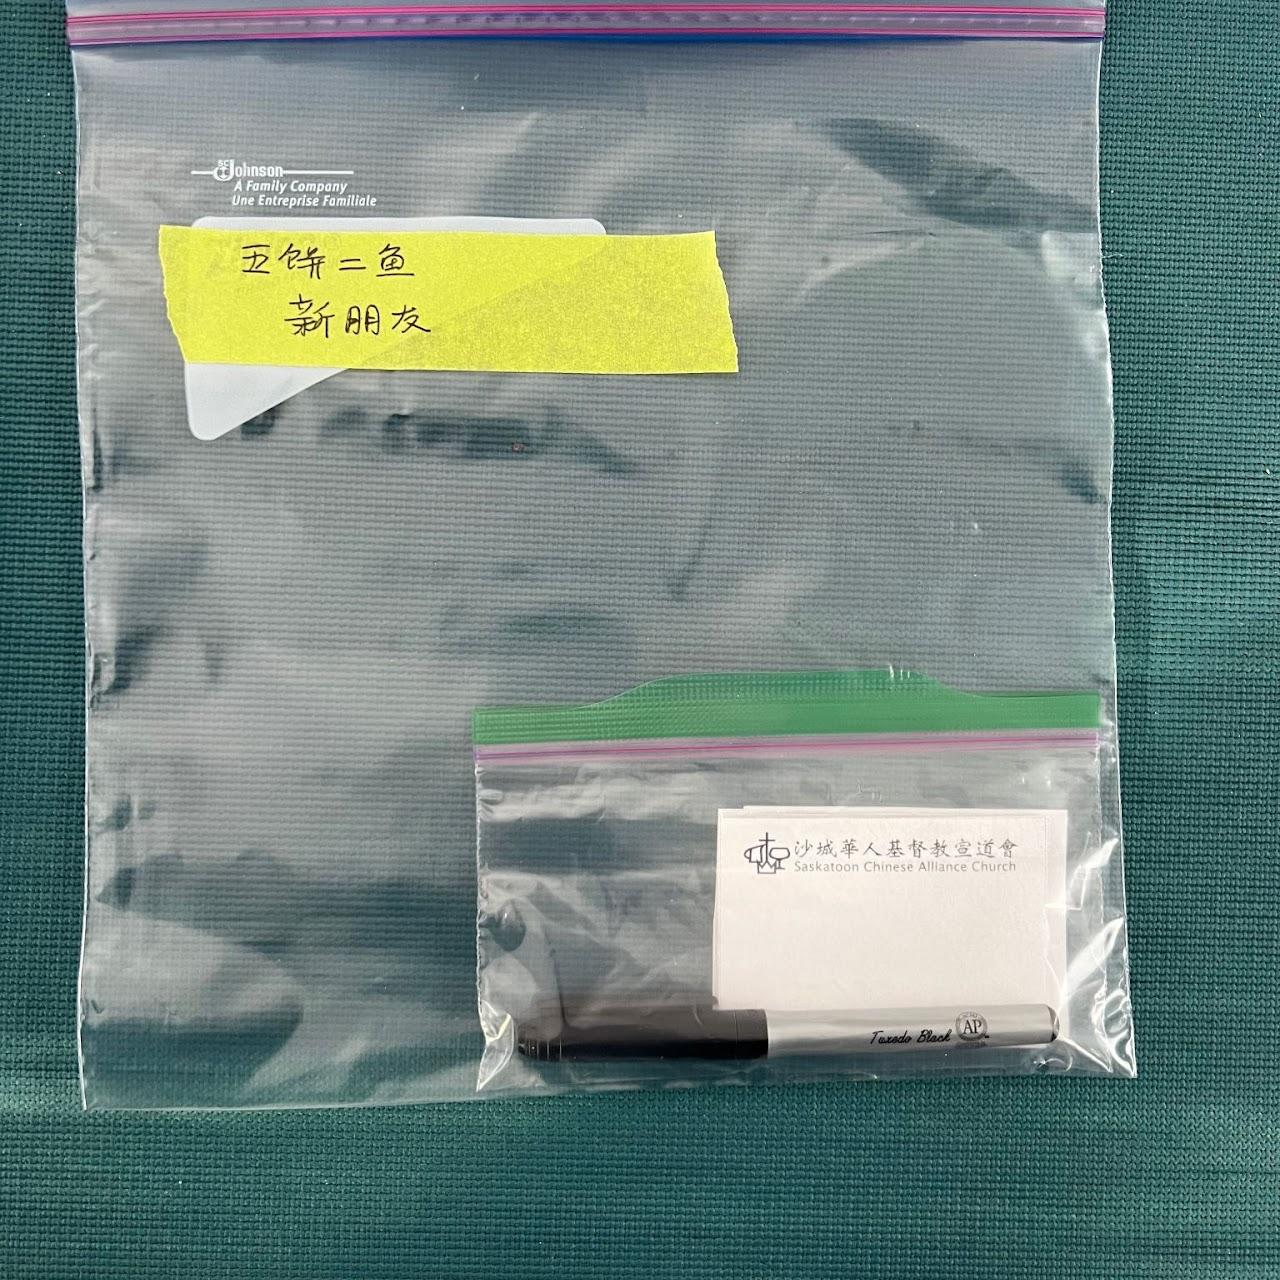 SC Johnson
A Family Company
Une Entreprise Familiale
五饼二鱼
新朋友
沙城華人基督教宣道會
Saskatoon Chinese Alliance Church
Tuxedo Black
AP